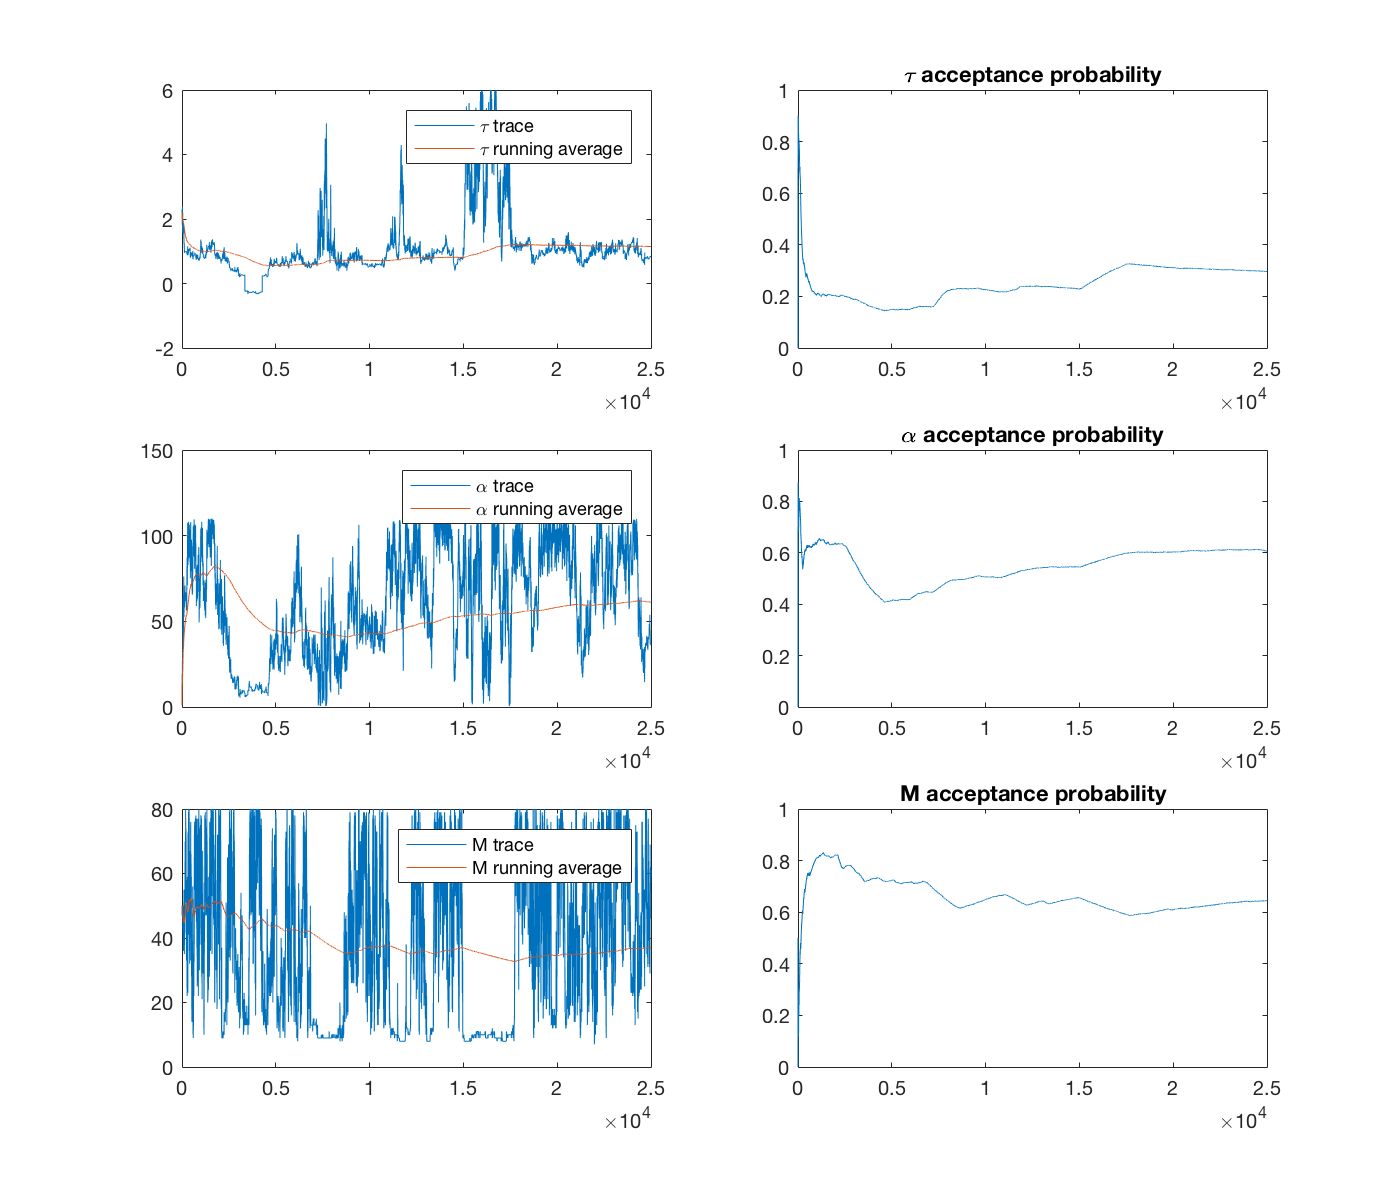 τ acceptance probability
6
4
2
0
-2
τ trace
τ running average
0 0.5 1 1.5 2 2.5
×10^4
1
0.8
0.6
0.4
0.2
0
0 0.5 1 1.5 2 2.5
×10^4
α acceptance probability
150
100
50
0
α trace
α running average
0 0.5 1 1.5 2 2.5
×10^4
1
0.8
0.6
0.4
0.2
0
0 0.5 1 1.5 2 2.5
×10^4
M acceptance probability
80
60
40
20
0
M trace
M running average
0 0.5 1 1.5 2 2.5
×10^4
1
0.8
0.6
0.4
0.2
0
0 0.5 1 1.5 2 2.5
×10^4